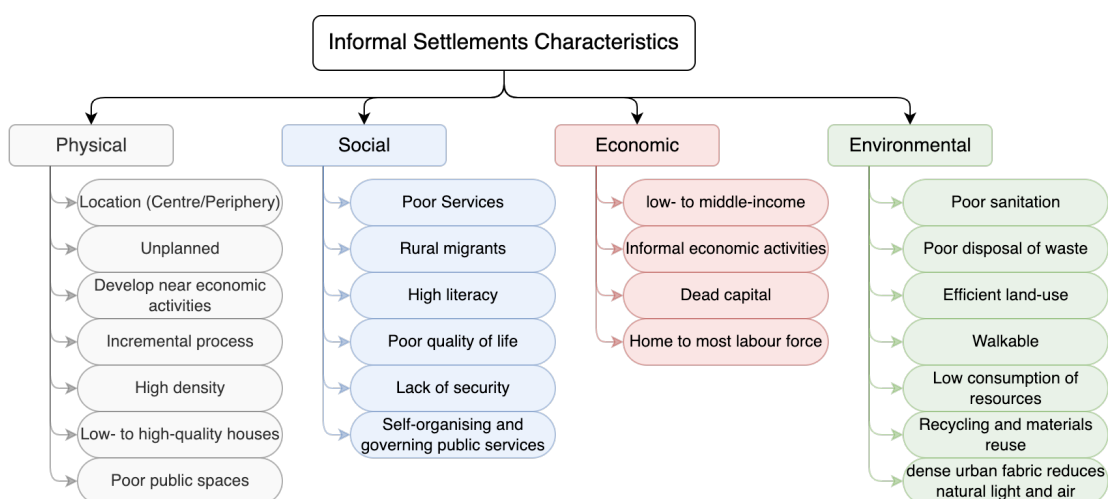 Informal Settlements Characteristics
Physical
Location (Centre/Periphery)
Unplanned
Develop near economic
activities
Incremental process
High density
Low- to high-quality houses
Poor public spaces
Social
Poor Services
Rural migrants
High literacy
Poor quality of life
Lack of security
Self-organising and
governing public services
Economic
low- to middle-income
Informal economic activities
Dead capital
Home to most labour force
Environmental
Poor sanitation
Poor disposal of waste
Efficient land-use
Walkable
Low consumption of
resources
Recycling and materials
reuse
dense urban fabric reduces
natural light and air